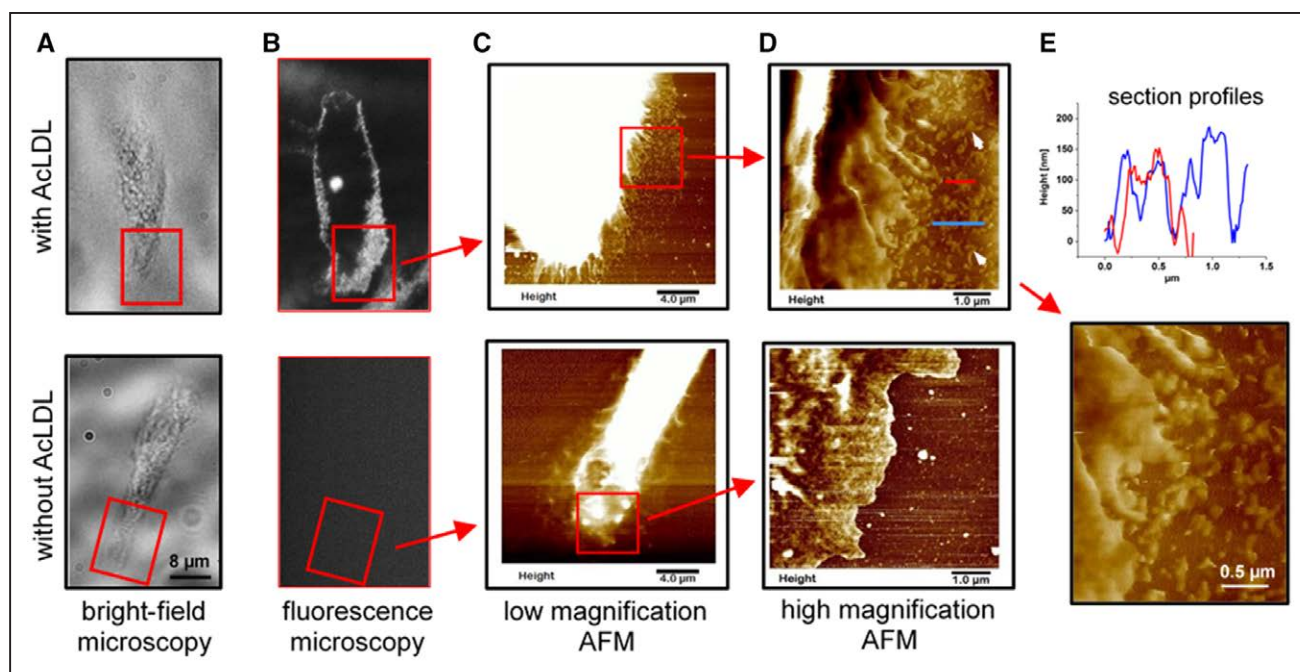 A
B
C
D
E
with AcLDL
Height
4.0 µm
Height
1.0 µm
section profiles
Height [nm]
200
150
100
50
0
0.0
0.5
1.0
1.5
µm
without AcLDL
8 µm
Height
4.0 µm
Height
1.0 µm
0.5 µm
bright-field
microscopy
fluorescence
microscopy
low magnification
AFM
high magnification
AFM